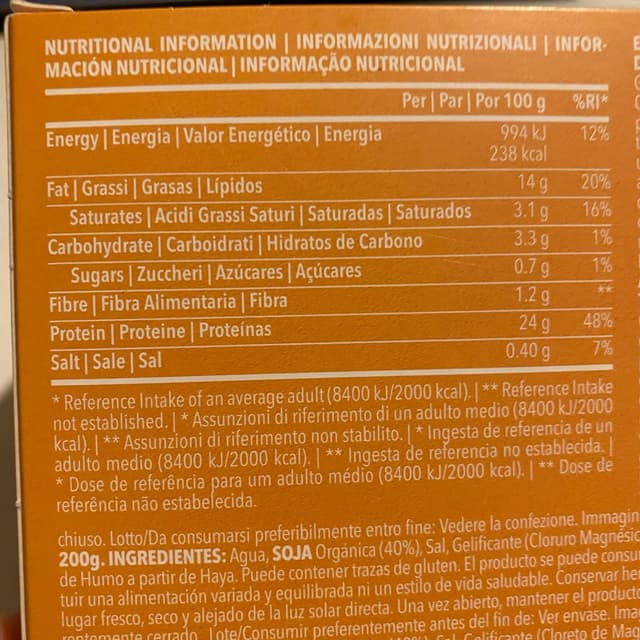 NUTRITIONAL INFORMATION | INFORMAZIONI NUTRIZIONALI | INFOR-
MACIÓN NUTRICIONAL | INFORMAÇÃO NUTRICIONAL
Per | Par | Por 100 g %RI*
Energy | Energia | Valor Energético | Energia 994 kJ 12%
238 kcal
Fat | Grassi | Grasas | Lípidos 14 g 20%
Saturates | Acidi Grassi Saturi | Saturadas | Saturados 3.1 g 16%
Carbohydrate | Carboidrati | Hidratos de Carbono 3.3 g 1%
Sugars | Zuccheri | Azúcares | Açúcares 0.7 g 1%
Fibre | Fibra Alimentaria | Fibra 1.2 g **
Protein | Proteine | Proteínas 24 g 48%
Salt | Sale | Sal 0.40 g 7%
* Reference Intake of an average adult (8400 kJ/2000 kcal). | ** Reference Intake
not established. | * Assunzioni di riferimento di un adulto medio (8400 kJ/2000
kcal). | ** Assunzioni di riferimento non stabilito. | * Ingesta de referencia de un
adulto medio (8400 kJ/2000 kcal). | ** Ingesta de referencia no establecida. |
* Dose de referência para um adulto médio (8400 kJ/2000 kcal). | ** Dose de
referência não estabelecida.
chiuso. Lotto/Da consumarsi preferibilmente entro fine: Vedere la confezione. Immagin
200g. INGREDIENTES: Agua, SOJA Orgánica (40%), Sal, Gelificante (Cloruro Magnésic
de Humo a partir de Haya. Puede contener trazas de gluten. El producto se puede consu
tuir una alimentación variada y equilibrada ni un estilo de vida saludable. Conservar he
lugar fresco, seco y alejado de la luz solar directa. Una vez abierto, mantener el producto
cerrado. Lote/Consumir preferentemente antes del fin de: Ver envase. Ima
Gelificante